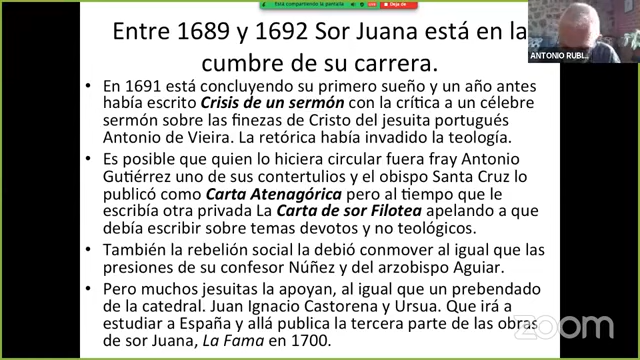 Está compartiendo la pantalla
Deja de
Entre 1689 y 1692 Sor Juana está en la
cumbre de su carrera.
ANTONIO RUBI...
• En 1691 está concluyendo su primero sueño y un año antes
había escrito Crisis de un sermón con la crítica a un célebre
sermón sobre las finezas de Cristo del jesuita portugués
Antonio de Vieira. La retórica había invadido la teología.
• Es posible que quien lo hiciera circular fuera fray Antonio
Gutiérrez uno de sus contertulios y el obispo Santa Cruz lo
publicó como Carta Atenagórica pero al tiempo que le
escribía otra privada La Carta de sor Filotea apelando a que
debía escribir sobre temas devotos y no teológicos.
• También la rebelión social la debió conmover al igual que las
presiones de su confesor Núñez y del arzobispo Aguiar.
• Pero muchos jesuitas la apoyan, al igual que un prebendado
de la catedral. Juan Ignacio Castorena y Ursua. Que irá a
estudiar a España y allá publica la tercera parte de las obras
de sor Juana, La Fama en 1700.
zoom